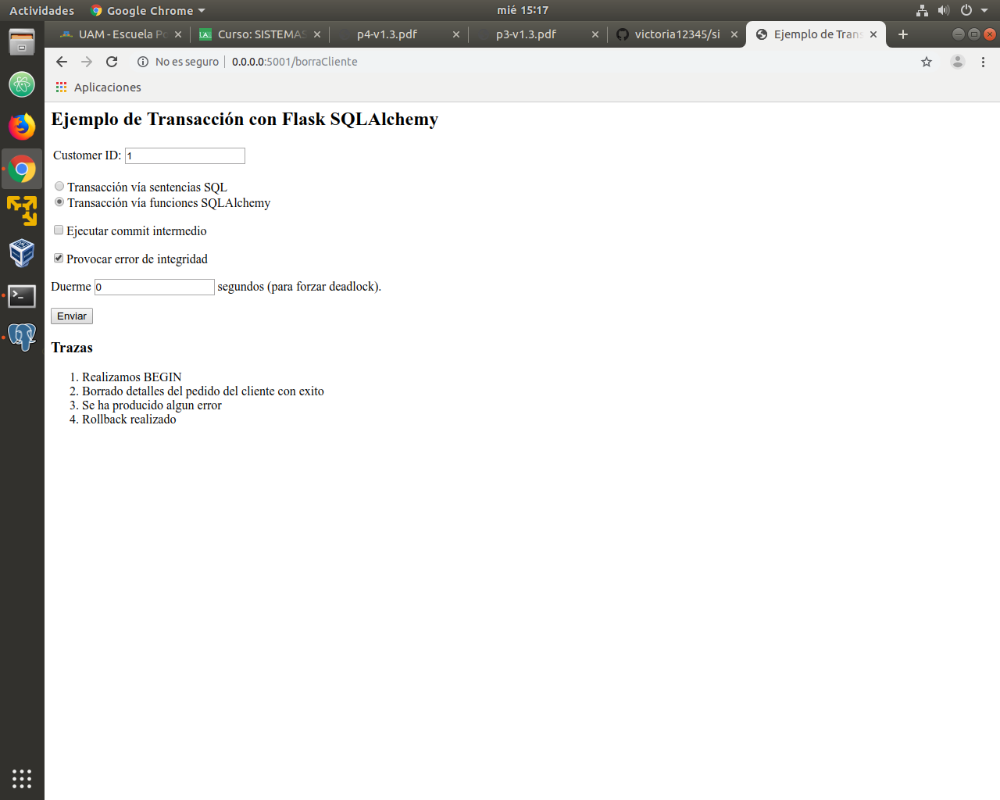 Actividades
Google Chrome
mié 15:17
UAM - Escuela Po
Curso: SISTEMAS
p4-v1.3.pdf
p3-v1.3.pdf
victoria12345/si
Ejemplo de Trans
No es seguro
0.0.0.0:5001/borraCliente
Aplicaciones
Ejemplo de Transacción con Flask SQLAlchemy
Customer ID: 1
Transacción vía sentencias SQL
Transacción vía funciones SQLAlchemy
Ejecutar commit intermedio
Provocar error de integridad
Duerme 0 segundos (para forzar deadlock).
Enviar
Trazas
1. Realizamos BEGIN
2. Borrado detalles del pedido del cliente con exito
3. Se ha producido algun error
4. Rollback realizado